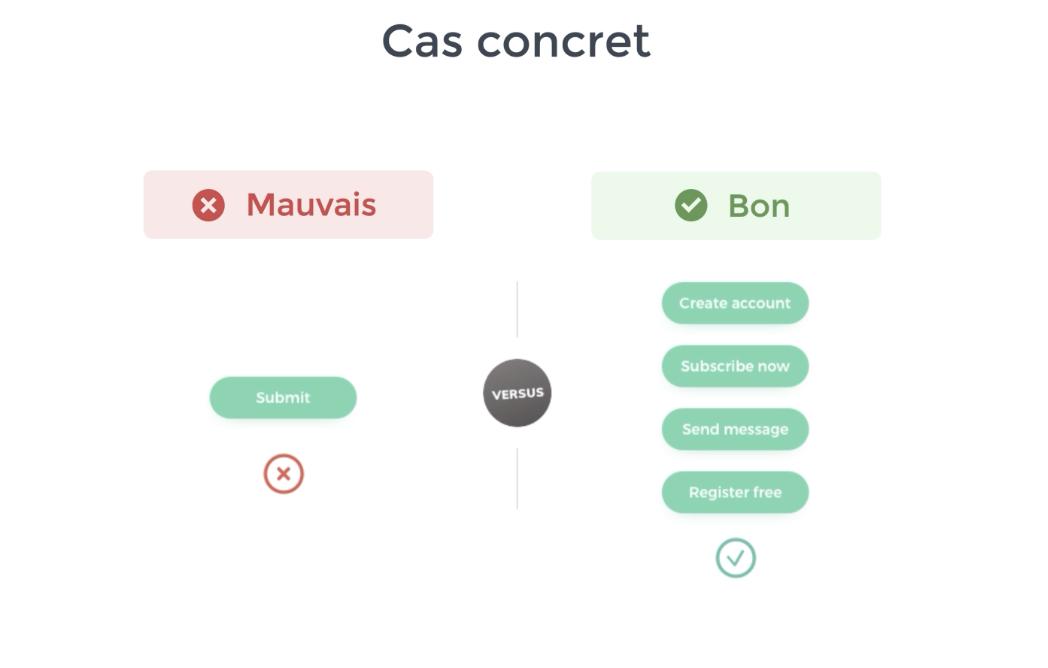 Cas concret
Mauvais
Bon
Submit
VERSUS
Create account
Subscribe now
Send message
Register free